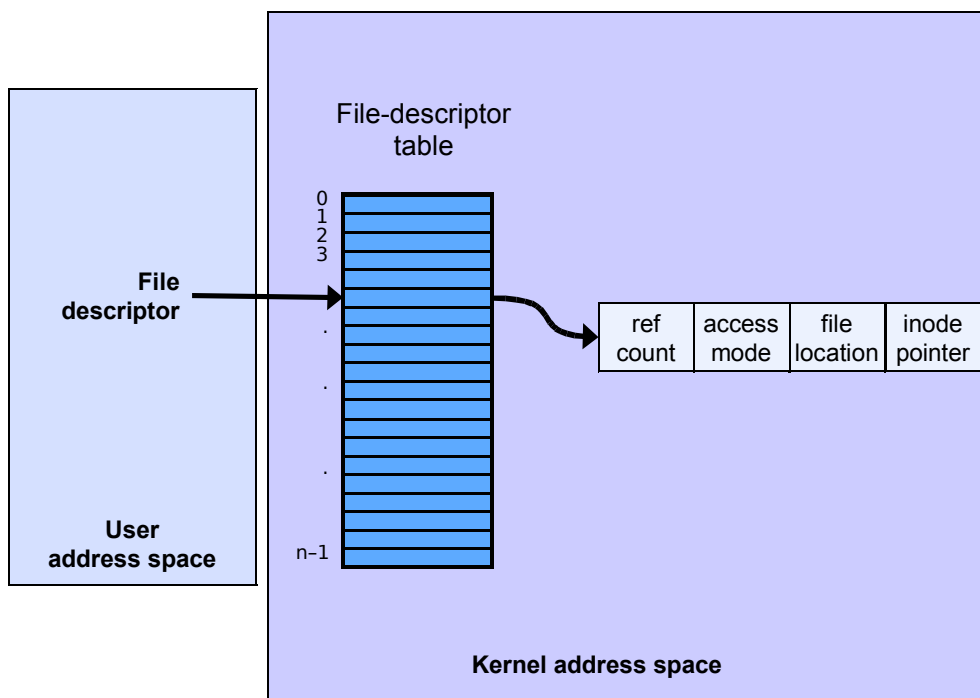 File-descriptor
table
0
1
2
3
.
.
.
n–1
File
descriptor
User
address space
ref
count
access
mode
file
location
inode
pointer
Kernel address space